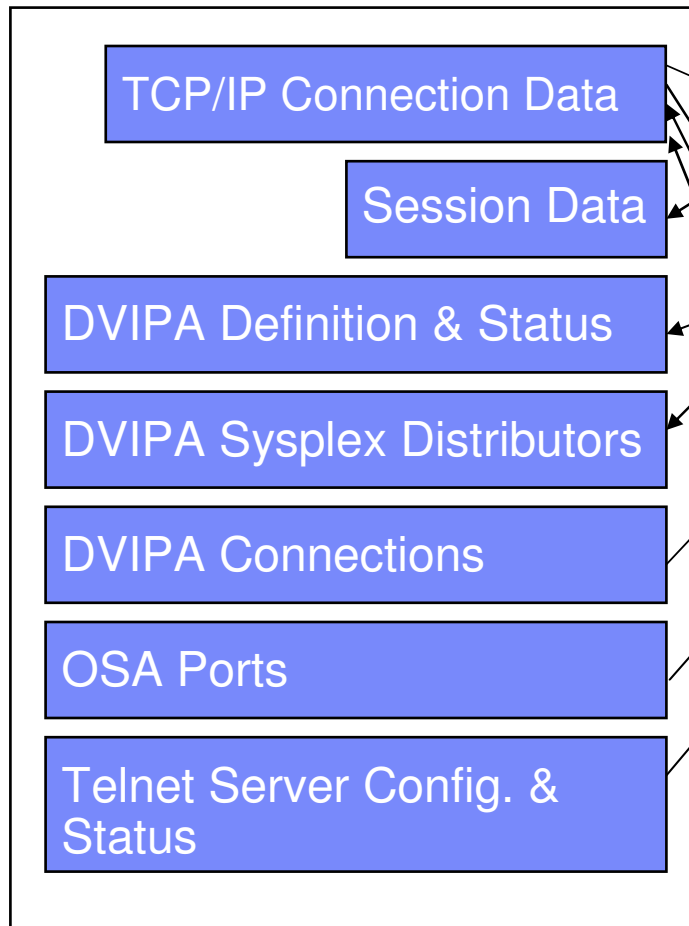 TCP/IP Connection Data
Session Data
DVIPA Definition & Status
DVIPA Sysplex Distributors
DVIPA Connections
OSA Ports
Telnet Server Config. &
Status